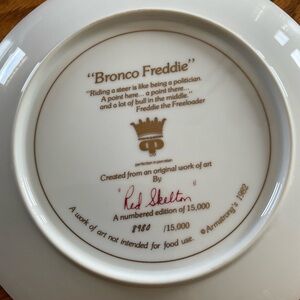 "Bronco Freddie"
"Riding a steer is like being a politician.
A point here... a point there...
and a lot of bull in the middle."
Freddie the Freeloader
perfection in porcelain
Created from an original work of art
By
"Red Skelton"
A numbered edition of 15,000
8980 /15,000
A work of art not intended for food use.
© Armstrong's 1982